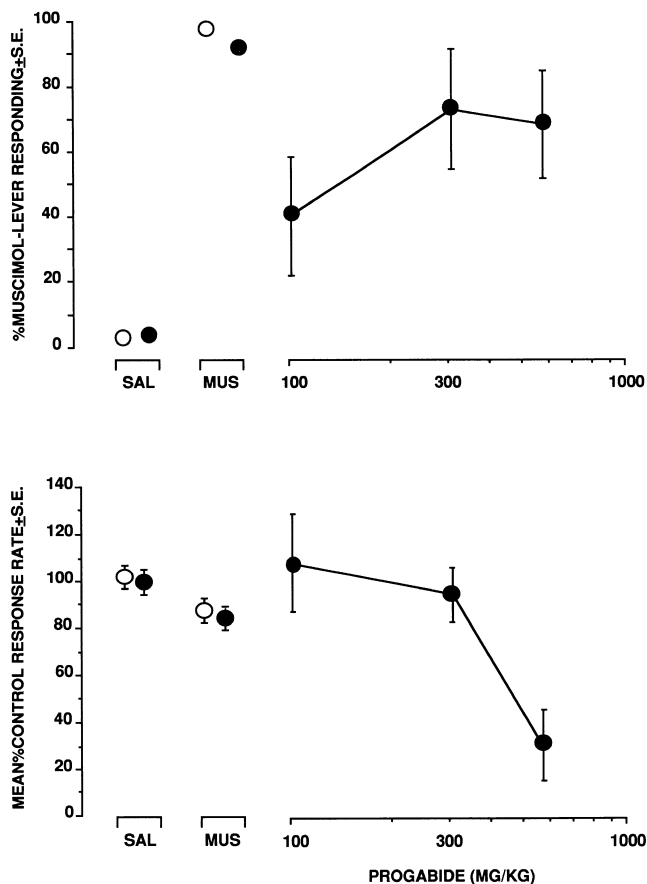 %MUSCIMOL-LEVER RESPONDING±S.E.
100
80
60
40
20
0
SAL MUS 100 300 1000
MEAN%CONTROL RESPONSE RATE±S.E.
140
120
100
80
60
40
20
0
SAL MUS 100 300 1000
PROGABIDE (MG/KG)